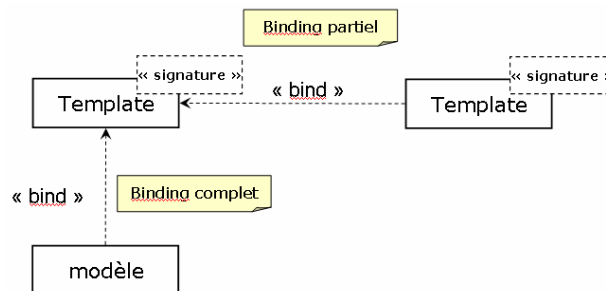 Binding partiel
« signature »
« signature »
Template
« bind »
Template
« bind »
Binding complet
modèle